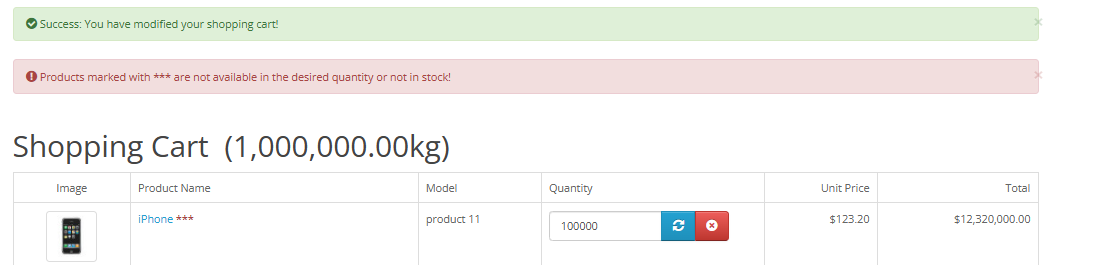 Success: You have modified your shopping cart!
×
Products marked with *** are not available in the desired quantity or not in stock!
×
Shopping Cart  (1,000,000.00kg)
Image Product Name Model Quantity Unit Price Total
iPhone *** product 11 100000 $123.20 $12,320,000.00